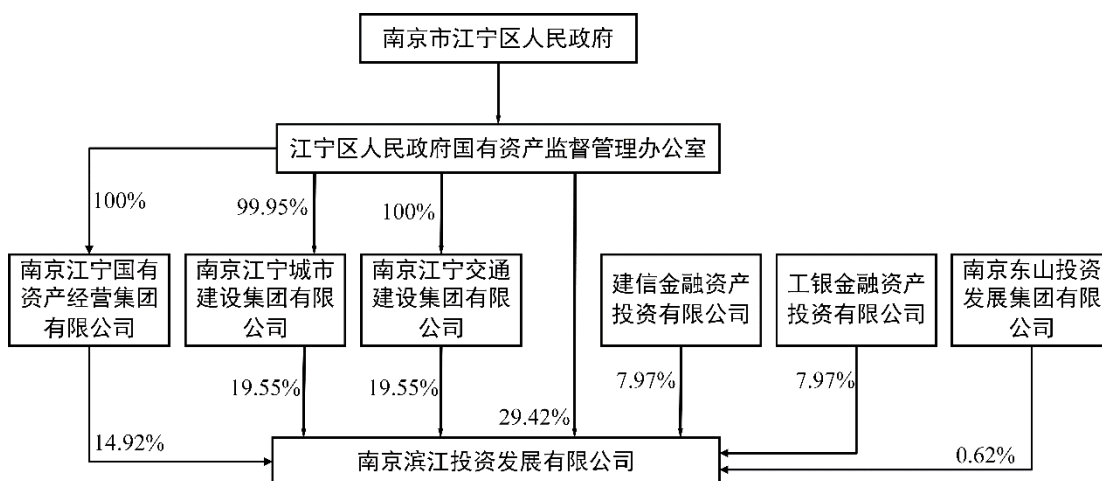 南京市江宁区人民政府
江宁区人民政府国有资产监督管理办公室
100%
99.95%
100%
南京江宁国有
资产经营集团
有限公司
南京江宁城市
建设集团有限
公司
南京江宁交通
建设集团有限
公司
建信金融资产
投资有限公司
工银金融资产
投资有限公司
南京东山投资
发展集团有限
公司
14.92%
19.55%
19.55%
29.42%
7.97%
7.97%
0.62%
南京滨江投资发展有限公司